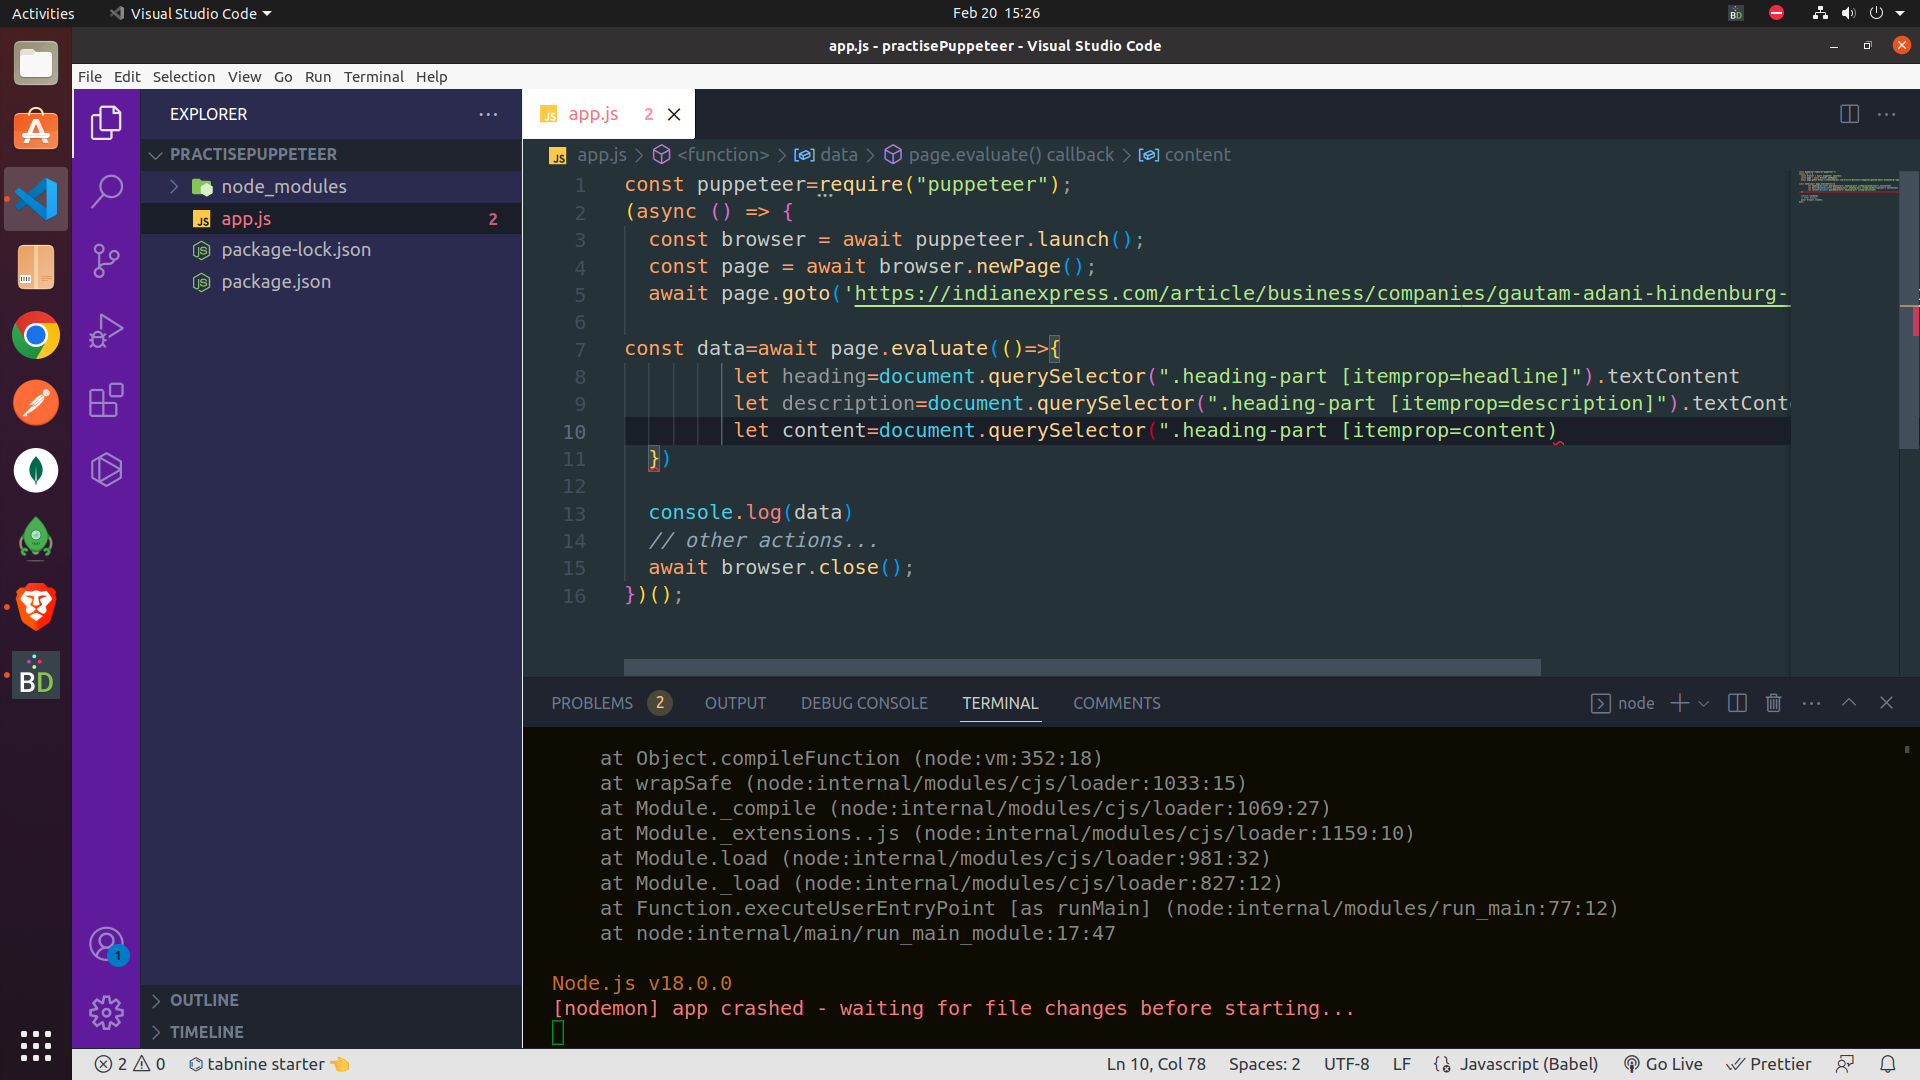 Activities
Visual Studio Code
Feb 20 15:26
BD
app.js - practisePuppeteer - Visual Studio Code
File Edit Selection View Go Run Terminal Help
EXPLORER
PRACTISEPUPPETEER
node_modules
JS app.js 2
package-lock.json
package.json
OUTLINE
TIMELINE
JS app.js 2
JS app.js > <function> > data > page.evaluate() callback > content
1 const puppeteer=require("puppeteer");
2 (async () => {
3 const browser = await puppeteer.launch();
4 const page = await browser.newPage();
5 await page.goto('https://indianexpress.com/article/business/companies/gautam-adani-hindenburg-
6
7 const data=await page.evaluate(()=>{
8 let heading=document.querySelector(".heading-part [itemprop=headline]").textContent
9 let description=document.querySelector(".heading-part [itemprop=description]").textCont
10 let content=document.querySelector(".heading-part [itemprop=content)
11 })
12
13 console.log(data)
14 // other actions...
15 await browser.close();
16 })();
PROBLEMS 2 OUTPUT DEBUG CONSOLE TERMINAL COMMENTS
node
at Object.compileFunction (node:vm:352:18)
at wrapSafe (node:internal/modules/cjs/loader:1033:15)
at Module._compile (node:internal/modules/cjs/loader:1069:27)
at Module._extensions..js (node:internal/modules/cjs/loader:1159:10)
at Module.load (node:internal/modules/cjs/loader:981:32)
at Module._load (node:internal/modules/cjs/loader:827:12)
at Function.executeUserEntryPoint [as runMain] (node:internal/modules/run_main:77:12)
at node:internal/main/run_main_module:17:47
Node.js v18.0.0
[nodemon] app crashed - waiting for file changes before starting...
BD
1
2 0 tabnine starter 👈 Ln 10, Col 78 Spaces: 2 UTF-8 LF Javascript (Babel) Go Live Prettier